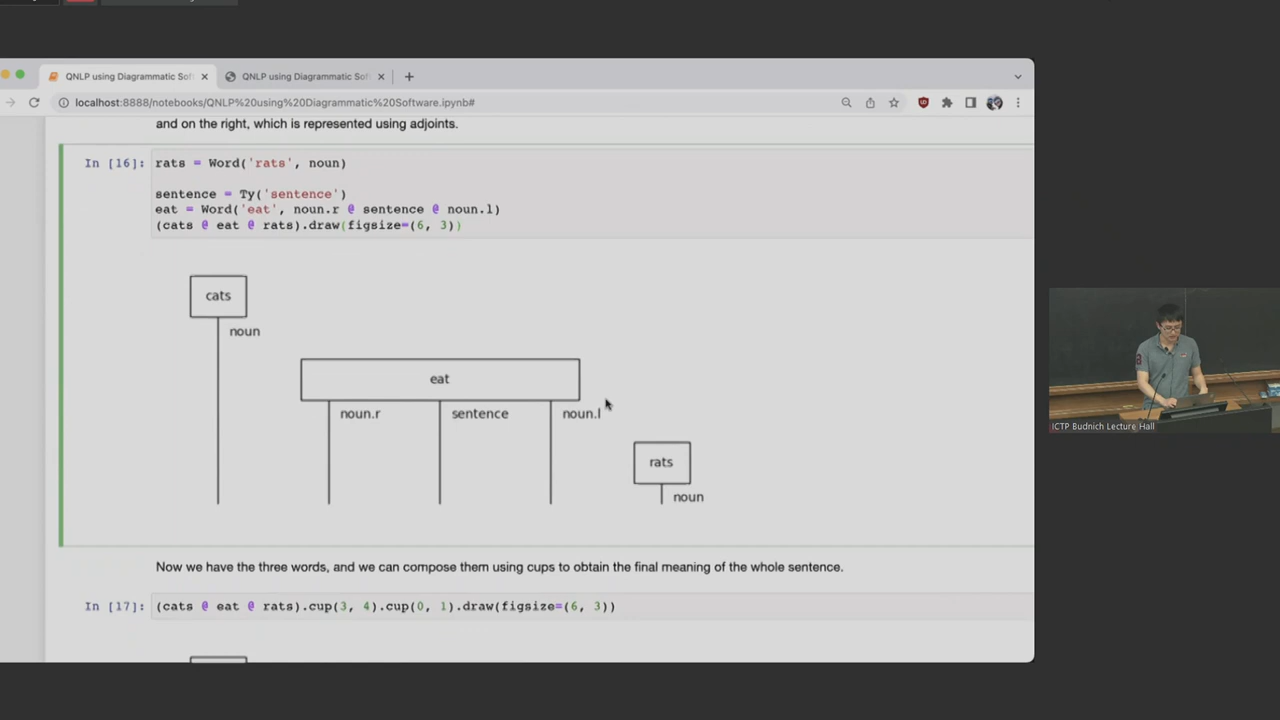 QNLP using Diagrammatic Sof
QNLP using Diagrammatic Sof
localhost:8888/notebooks/QNLP%20using%20Diagrammatic%20Software.ipynb#
and on the right, which is represented using adjoints.
In [16]: rats = Word('rats', noun)
sentence = Ty('sentence')
eat = Word('eat', noun.r @ sentence @ noun.l)
(cats @ eat @ rats).draw(figsize=(6, 3))
cats
noun
eat
noun.r sentence noun.l
rats
noun
Now we have the three words, and we can compose them using cups to obtain the final meaning of the whole sentence.
In [17]: (cats @ eat @ rats).cup(3, 4).cup(0, 1).draw(figsize=(6, 3))
ICTP Budnich Lecture Hall